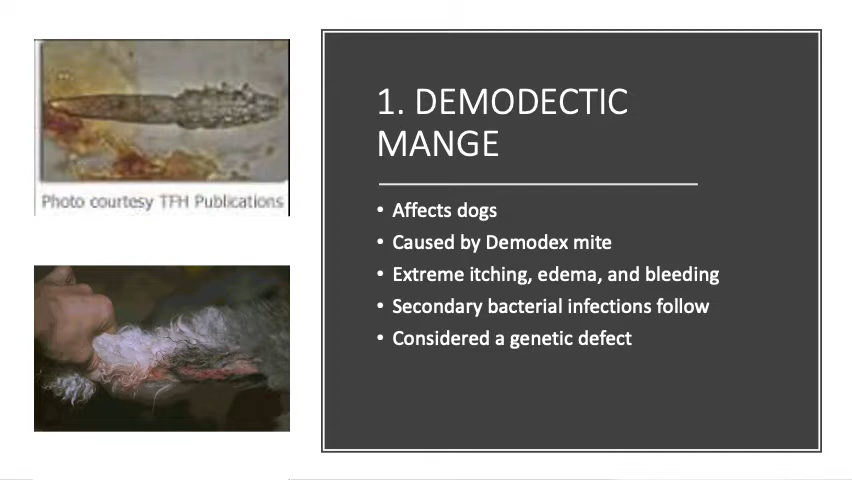 Photo courtesy TFH Publications
1. DEMODECTIC
MANGE
• Affects dogs
• Caused by Demodex mite
• Extreme itching, edema, and bleeding
• Secondary bacterial infections follow
• Considered a genetic defect